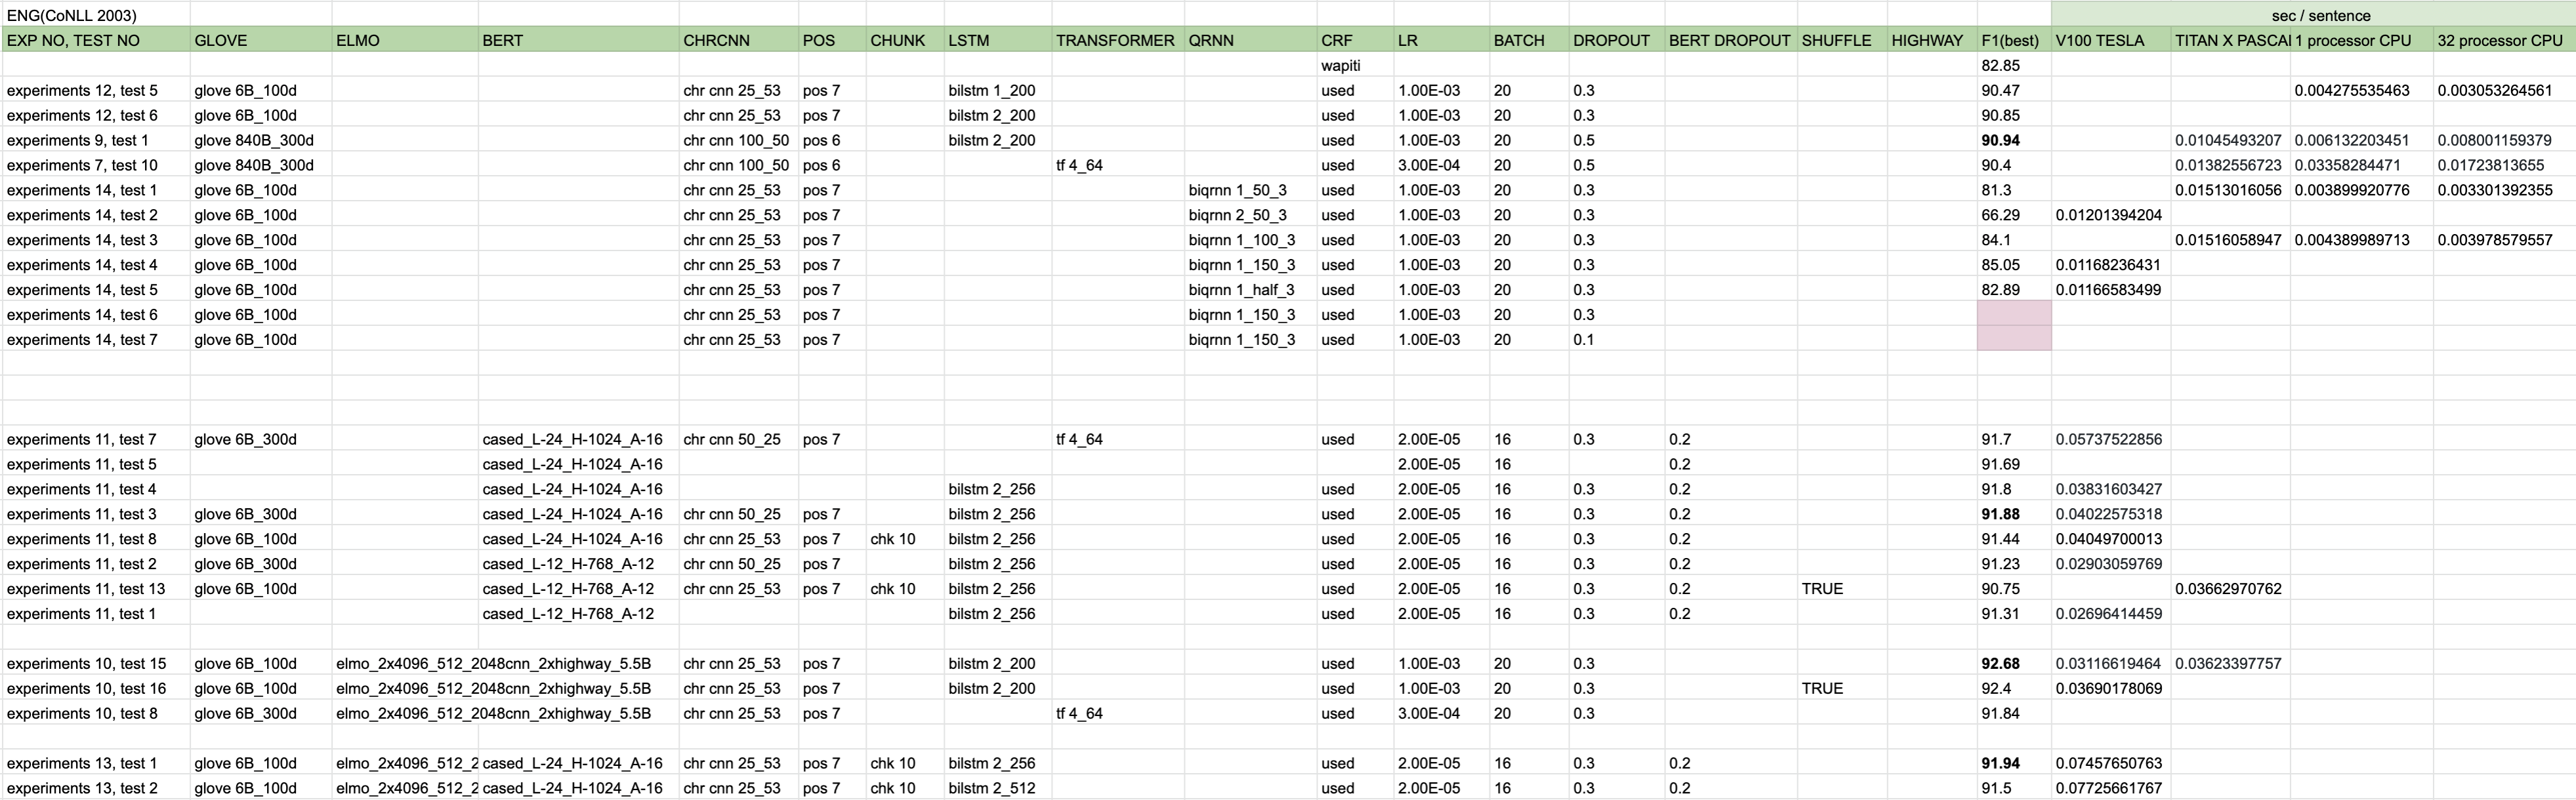 ENG(CoNLL 2003) sec / sentence
EXP NO, TEST NO GLOVE ELMO BERT CHRCNN POS CHUNK LSTM TRANSFORMER QRNN CRF LR BATCH DROPOUT BERT DROPOUT SHUFFLE HIGHWAY F1(best) V100 TESLA TITAN X PASCAL 1 processor CPU 32 processor CPU
wapiti 82.85
experiments 12, test 5 glove 6B_100d chr cnn 25_53 pos 7 bilstm 1_200 used 1.00E-03 20 0.3 90.47 0.004275535463 0.003053264561
experiments 12, test 6 glove 6B_100d chr cnn 25_53 pos 7 bilstm 2_200 used 1.00E-03 20 0.3 90.85
experiments 9, test 1 glove 840B_300d chr cnn 100_50 pos 6 bilstm 2_200 used 1.00E-03 20 0.5 90.94 0.01045493207 0.006132203451 0.008001159379
experiments 7, test 10 glove 840B_300d chr cnn 100_50 pos 6 tf 4_64 used 3.00E-04 20 0.5 90.4 0.01382556723 0.03358284471 0.01723813655
experiments 14, test 1 glove 6B_100d chr cnn 25_53 pos 7 biqrnn 1_50_3 used 1.00E-03 20 0.3 81.3 0.01513016056 0.003899920776 0.003301392355
experiments 14, test 2 glove 6B_100d chr cnn 25_53 pos 7 biqrnn 2_50_3 used 1.00E-03 20 0.3 66.29 0.01201394204
experiments 14, test 3 glove 6B_100d chr cnn 25_53 pos 7 biqrnn 1_100_3 used 1.00E-03 20 0.3 84.1 0.01516058947 0.004389989713 0.003978579557
experiments 14, test 4 glove 6B_100d chr cnn 25_53 pos 7 biqrnn 1_150_3 used 1.00E-03 20 0.3 85.05 0.01168236431
experiments 14, test 5 glove 6B_100d chr cnn 25_53 pos 7 biqrnn 1_half_3 used 1.00E-03 20 0.3 82.89 0.01166583499
experiments 14, test 6 glove 6B_100d chr cnn 25_53 pos 7 biqrnn 1_150_3 used 1.00E-03 20 0.3
experiments 14, test 7 glove 6B_100d chr cnn 25_53 pos 7 biqrnn 1_150_3 used 1.00E-03 20 0.1
experiments 11, test 7 glove 6B_300d cased_L-24_H-1024_A-16 chr cnn 50_25 pos 7 tf 4_64 used 2.00E-05 16 0.3 0.2 91.7 0.05737522856
experiments 11, test 5 cased_L-24_H-1024_A-16 2.00E-05 16 0.2 91.69
experiments 11, test 4 cased_L-24_H-1024_A-16 bilstm 2_256 used 2.00E-05 16 0.3 0.2 91.8 0.03831603427
experiments 11, test 3 glove 6B_300d cased_L-24_H-1024_A-16 chr cnn 50_25 pos 7 bilstm 2_256 used 2.00E-05 16 0.3 0.2 91.88 0.04022575318
experiments 11, test 8 glove 6B_100d cased_L-24_H-1024_A-16 chr cnn 25_53 pos 7 chk 10 bilstm 2_256 used 2.00E-05 16 0.3 0.2 91.44 0.04049700013
experiments 11, test 2 glove 6B_300d cased_L-12_H-768_A-12 chr cnn 50_25 pos 7 bilstm 2_256 used 2.00E-05 16 0.3 0.2 91.23 0.02903059769
experiments 11, test 13 glove 6B_100d cased_L-12_H-768_A-12 chr cnn 25_53 pos 7 chk 10 bilstm 2_256 used 2.00E-05 16 0.3 0.2 TRUE 90.75 0.03662970762
experiments 11, test 1 cased_L-12_H-768_A-12 bilstm 2_256 used 2.00E-05 16 0.3 0.2 91.31 0.02696414459
experiments 10, test 15 glove 6B_100d elmo_2x4096_512_2048cnn_2xhighway_5.5B chr cnn 25_53 pos 7 bilstm 2_200 used 1.00E-03 20 0.3 92.68 0.03116619464 0.03623397757
experiments 10, test 16 glove 6B_100d elmo_2x4096_512_2048cnn_2xhighway_5.5B chr cnn 25_53 pos 7 bilstm 2_200 used 1.00E-03 20 0.3 TRUE 92.4 0.03690178069
experiments 10, test 8 glove 6B_300d elmo_2x4096_512_2048cnn_2xhighway_5.5B chr cnn 25_53 pos 7 tf 4_64 used 3.00E-04 20 0.3 91.84
experiments 13, test 1 glove 6B_100d elmo_2x4096_512_2 cased_L-24_H-1024_A-16 chr cnn 25_53 pos 7 chk 10 bilstm 2_256 used 2.00E-05 16 0.3 0.2 91.94 0.07457650763
experiments 13, test 2 glove 6B_100d elmo_2x4096_512_2 cased_L-24_H-1024_A-16 chr cnn 25_53 pos 7 chk 10 bilstm 2_512 used 2.00E-05 16 0.3 0.2 91.5 0.07725661767